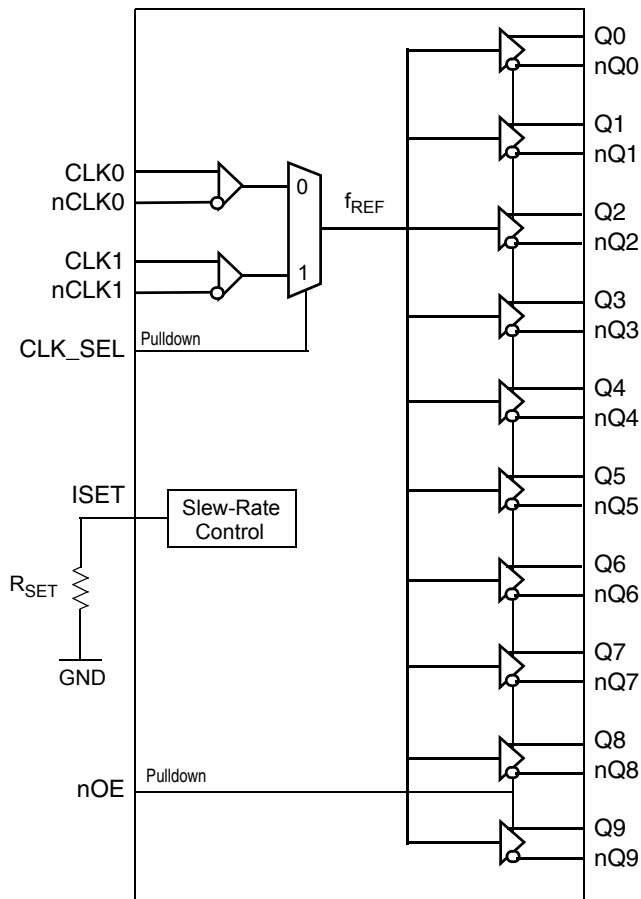 Q0
nQ0
Q1
nQ1
CLK0
nCLK0
0
fREF
Q2
nQ2
CLK1
nCLK1
1
Q3
nQ3
CLK_SEL
Pulldown
Q4
nQ4
ISET
Slew-Rate
Control
Q5
nQ5
RSET
GND
Q6
nQ6
Q7
nQ7
nOE
Pulldown
Q8
nQ8
Q9
nQ9